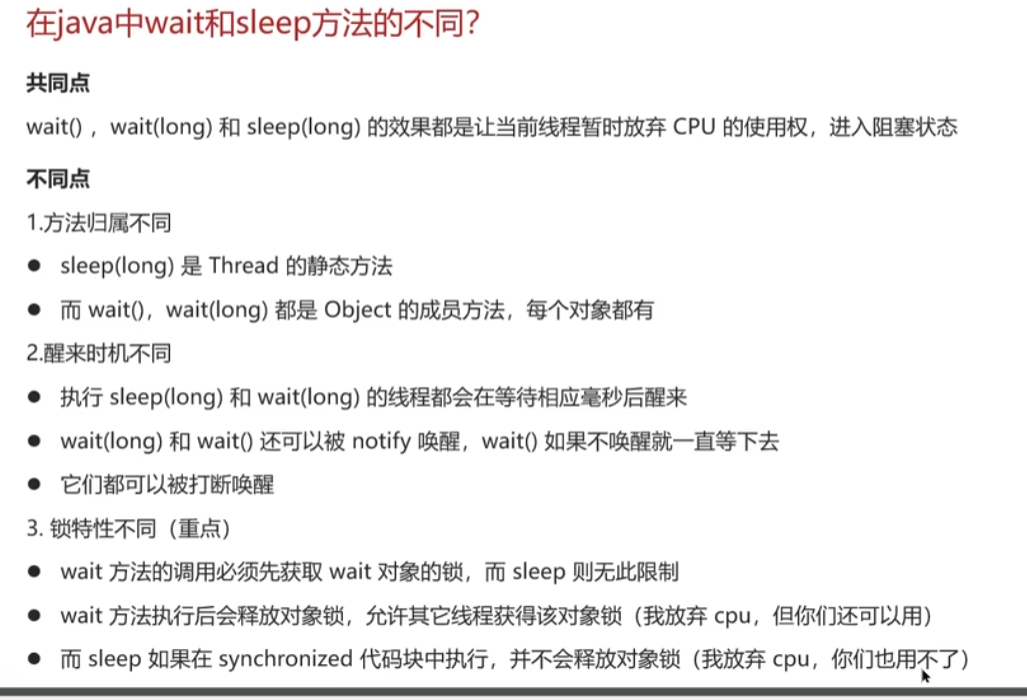 在java中wait和sleep方法的不同?
共同点
wait() ，wait(long) 和 sleep(long) 的效果都是让当前线程暂时放弃 CPU 的使用权，进入阻塞状态
不同点
1.方法归属不同
● sleep(long) 是 Thread 的静态方法
● 而 wait()，wait(long) 都是 Object 的成员方法，每个对象都有
2.醒来时机不同
● 执行 sleep(long) 和 wait(long) 的线程都会在等待相应毫秒后醒来
● wait(long) 和 wait() 还可以被 notify 唤醒，wait() 如果不唤醒就一直等下去
● 它们都可以被打断唤醒
3. 锁特性不同（重点）
● wait 方法的调用必须先获取 wait 对象的锁，而 sleep 则无此限制
● wait 方法执行后会释放对象锁，允许其它线程获得该对象锁（我放弃 cpu，但你们还可以用）
● 而 sleep 如果在 synchronized 代码块中执行，并不会释放对象锁（我放弃 cpu，你们也用不了）